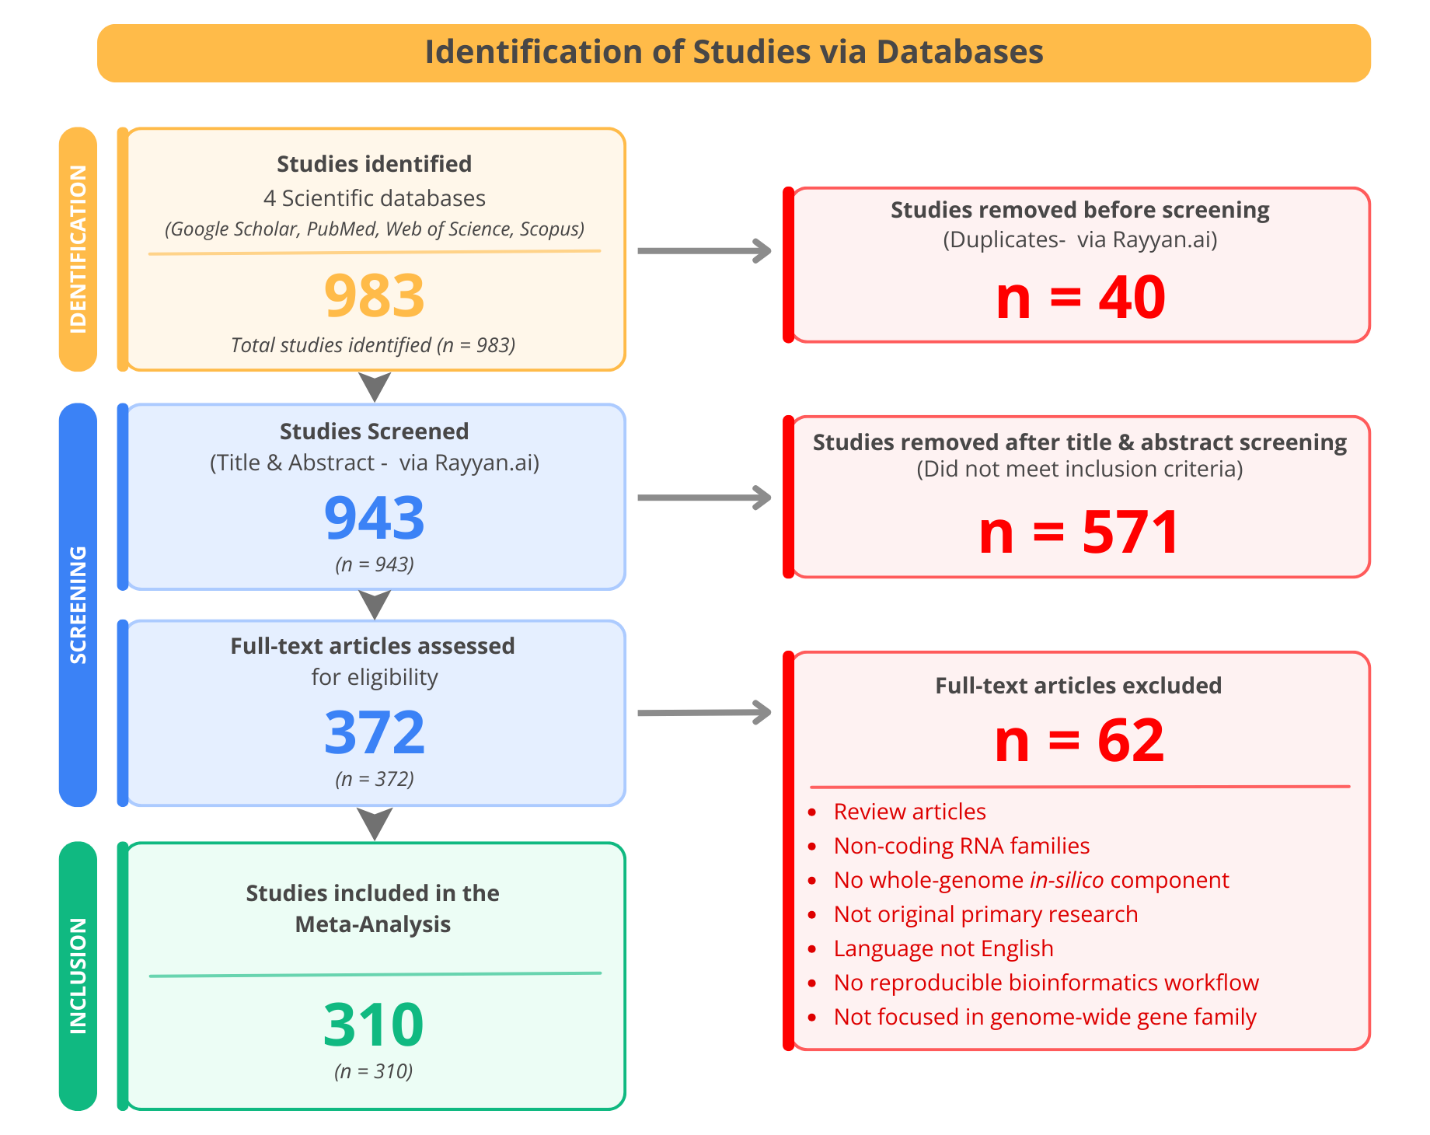 Identification of Studies via Databases
IDENTIFICATION
Studies identified
4 Scientific databases
(Google Scholar, PubMed, Web of Science, Scopus)
983
Total studies identified (n = 983)
Studies removed before screening
(Duplicates-  via Rayyan.ai)
n = 40
SCREENING
Studies Screened
(Title & Abstract -  via Rayyan.ai)
943
(n = 943)
Studies removed after title & abstract screening
(Did not meet inclusion criteria)
n = 571
Full-text articles assessed
for eligibility
372
(n = 372)
Full-text articles excluded
n = 62
• Review articles
• Non-coding RNA families
• No whole-genome in-silico component
• Not original primary research
• Language not English
• No reproducible bioinformatics workflow
• Not focused in genome-wide gene family
INCLUSION
Studies included in the
Meta-Analysis
310
(n = 310)